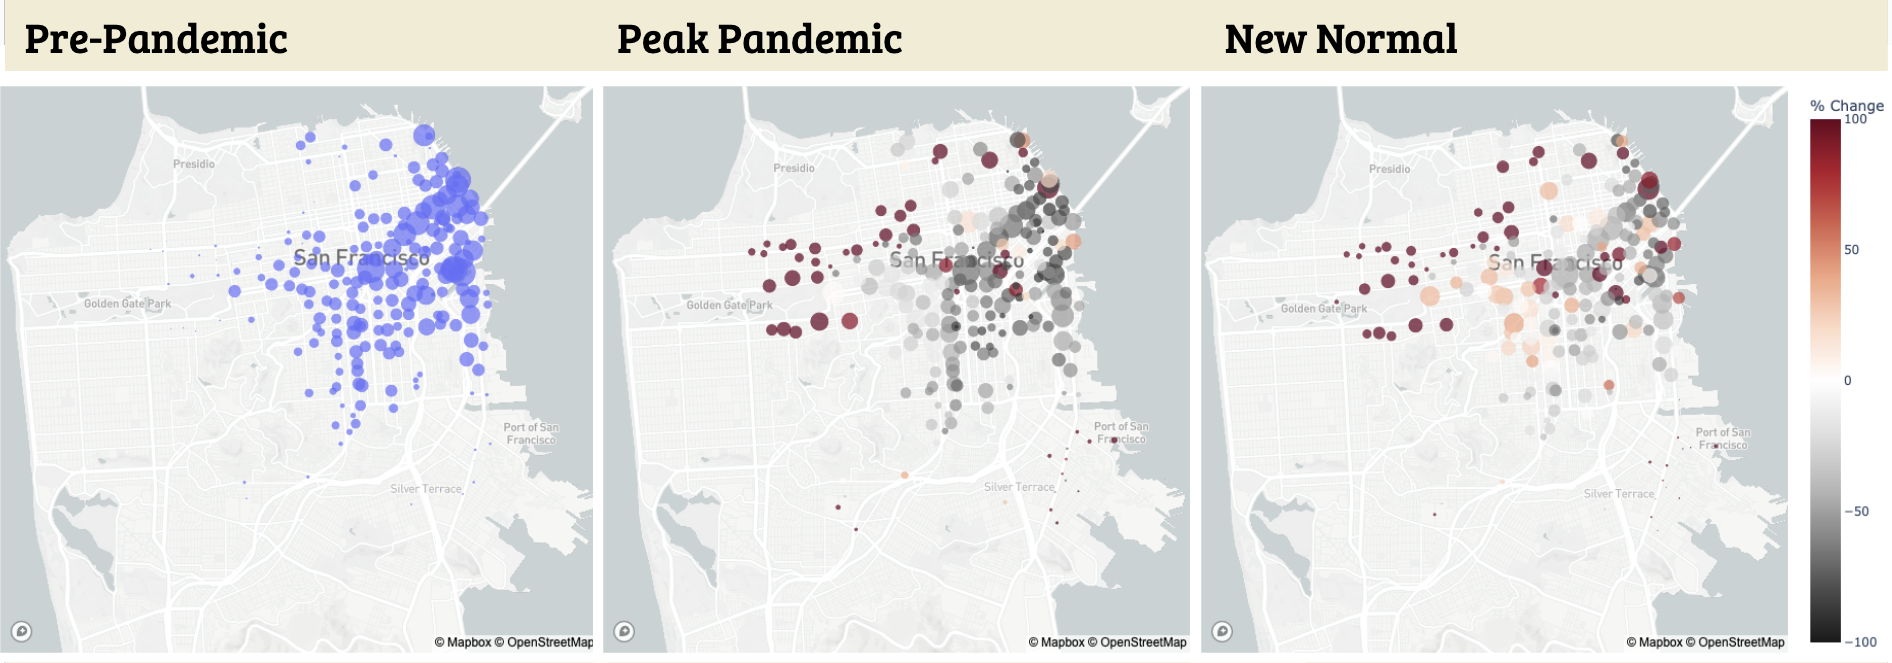 Pre-Pandemic
Peak Pandemic
New Normal
Presidio
San Francisco
Golden Gate Park
Port of San
Francisco
Silver Terrace
© Mapbox © OpenStreetMap
Presidio
San Francisco
Golden Gate Park
Port of San
Francisco
Silver Terrace
© Mapbox © OpenStreetMap
Presidio
San Francisco
Golden Gate Park
Port of San
Francisco
Silver Terrace
© Mapbox © OpenStreetMap
% Change
100
50
0
−50
−100